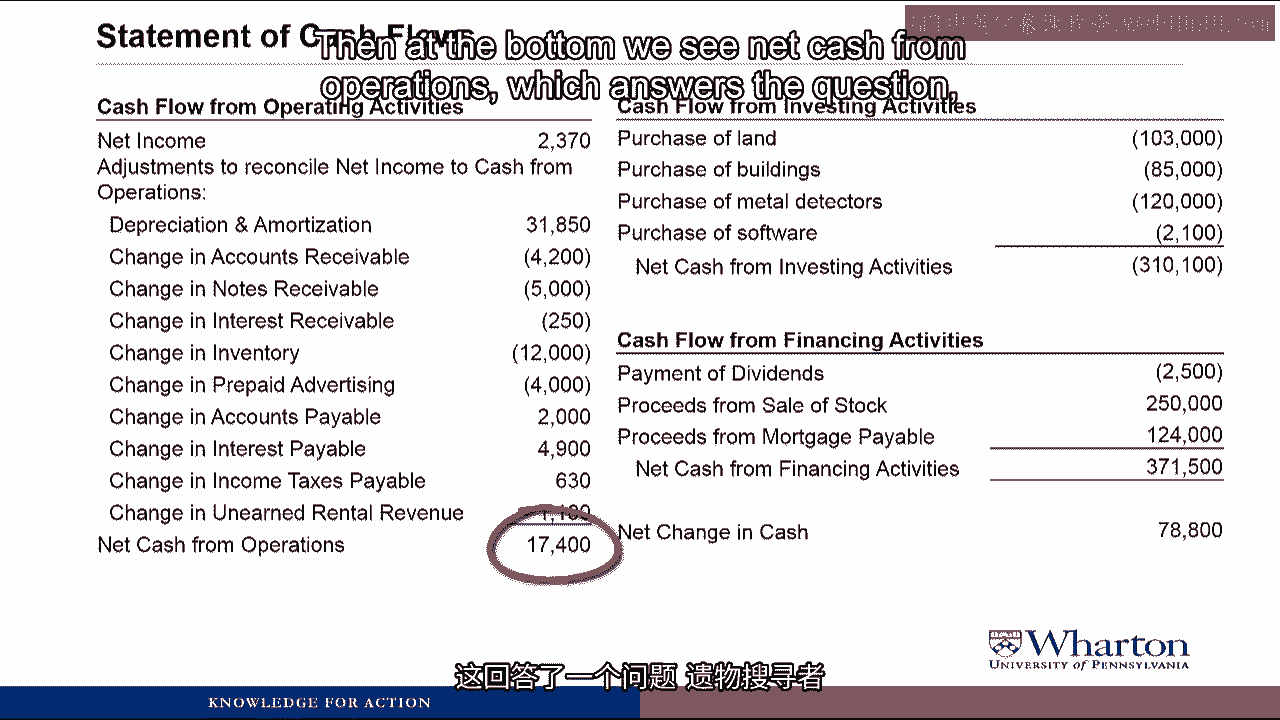 Statement of Cash Flows
Then at the bottom we see net cash from
operations, which answers the question,
Cash Flow from Operating Activities
Net Income 2,370
Adjustments to reconcile Net Income to Cash from
Operations:
Depreciation & Amortization 31,850
Change in Accounts Receivable (4,200)
Change in Notes Receivable (5,000)
Change in Interest Receivable (250)
Change in Inventory (12,000)
Change in Prepaid Advertising (4,000)
Change in Accounts Payable 2,000
Change in Interest Payable 4,900
Change in Income Taxes Payable 630
Change in Unearned Rental Revenue 1,100
Net Cash from Operations 17,400
Cash Flow from Investing Activities
Purchase of land (103,000)
Purchase of buildings (85,000)
Purchase of metal detectors (120,000)
Purchase of software (2,100)
Net Cash from Investing Activities (310,100)
Cash Flow from Financing Activities
Payment of Dividends (2,500)
Proceeds from Sale of Stock 250,000
Proceeds from Mortgage Payable 124,000
Net Cash from Financing Activities 371,500
Net Change in Cash 78,800
Wharton
UNIVERSITY of PENNSYLVANIA
这回答了一个问题 遗物搜寻者
KNOWLEDGE FOR ACTION